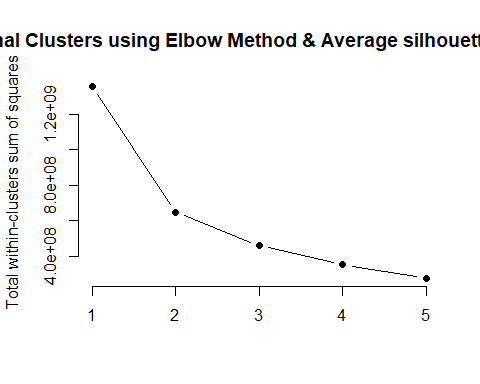 nal Clusters using Elbow Method & Average silhouett
Total within-clusters sum of squares
1.2e+09
8.0e+08
4.0e+08
1 2 3 4 5